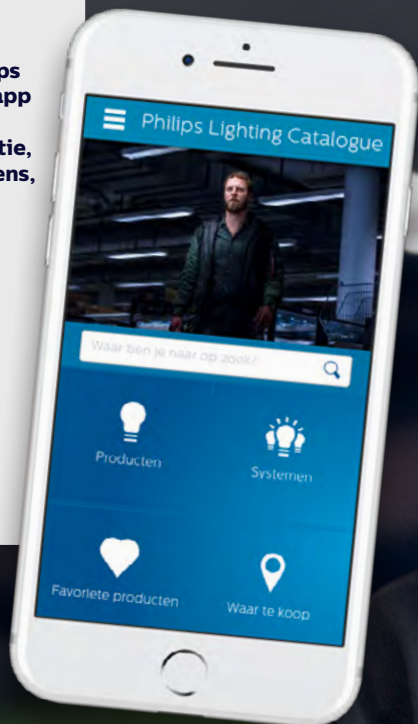 ps
app
tie,
ens,
Philips Lighting Catalogue
Waar ben je naar op zoek?
Producten
Systemen
Favoriete producten
Waar te koop